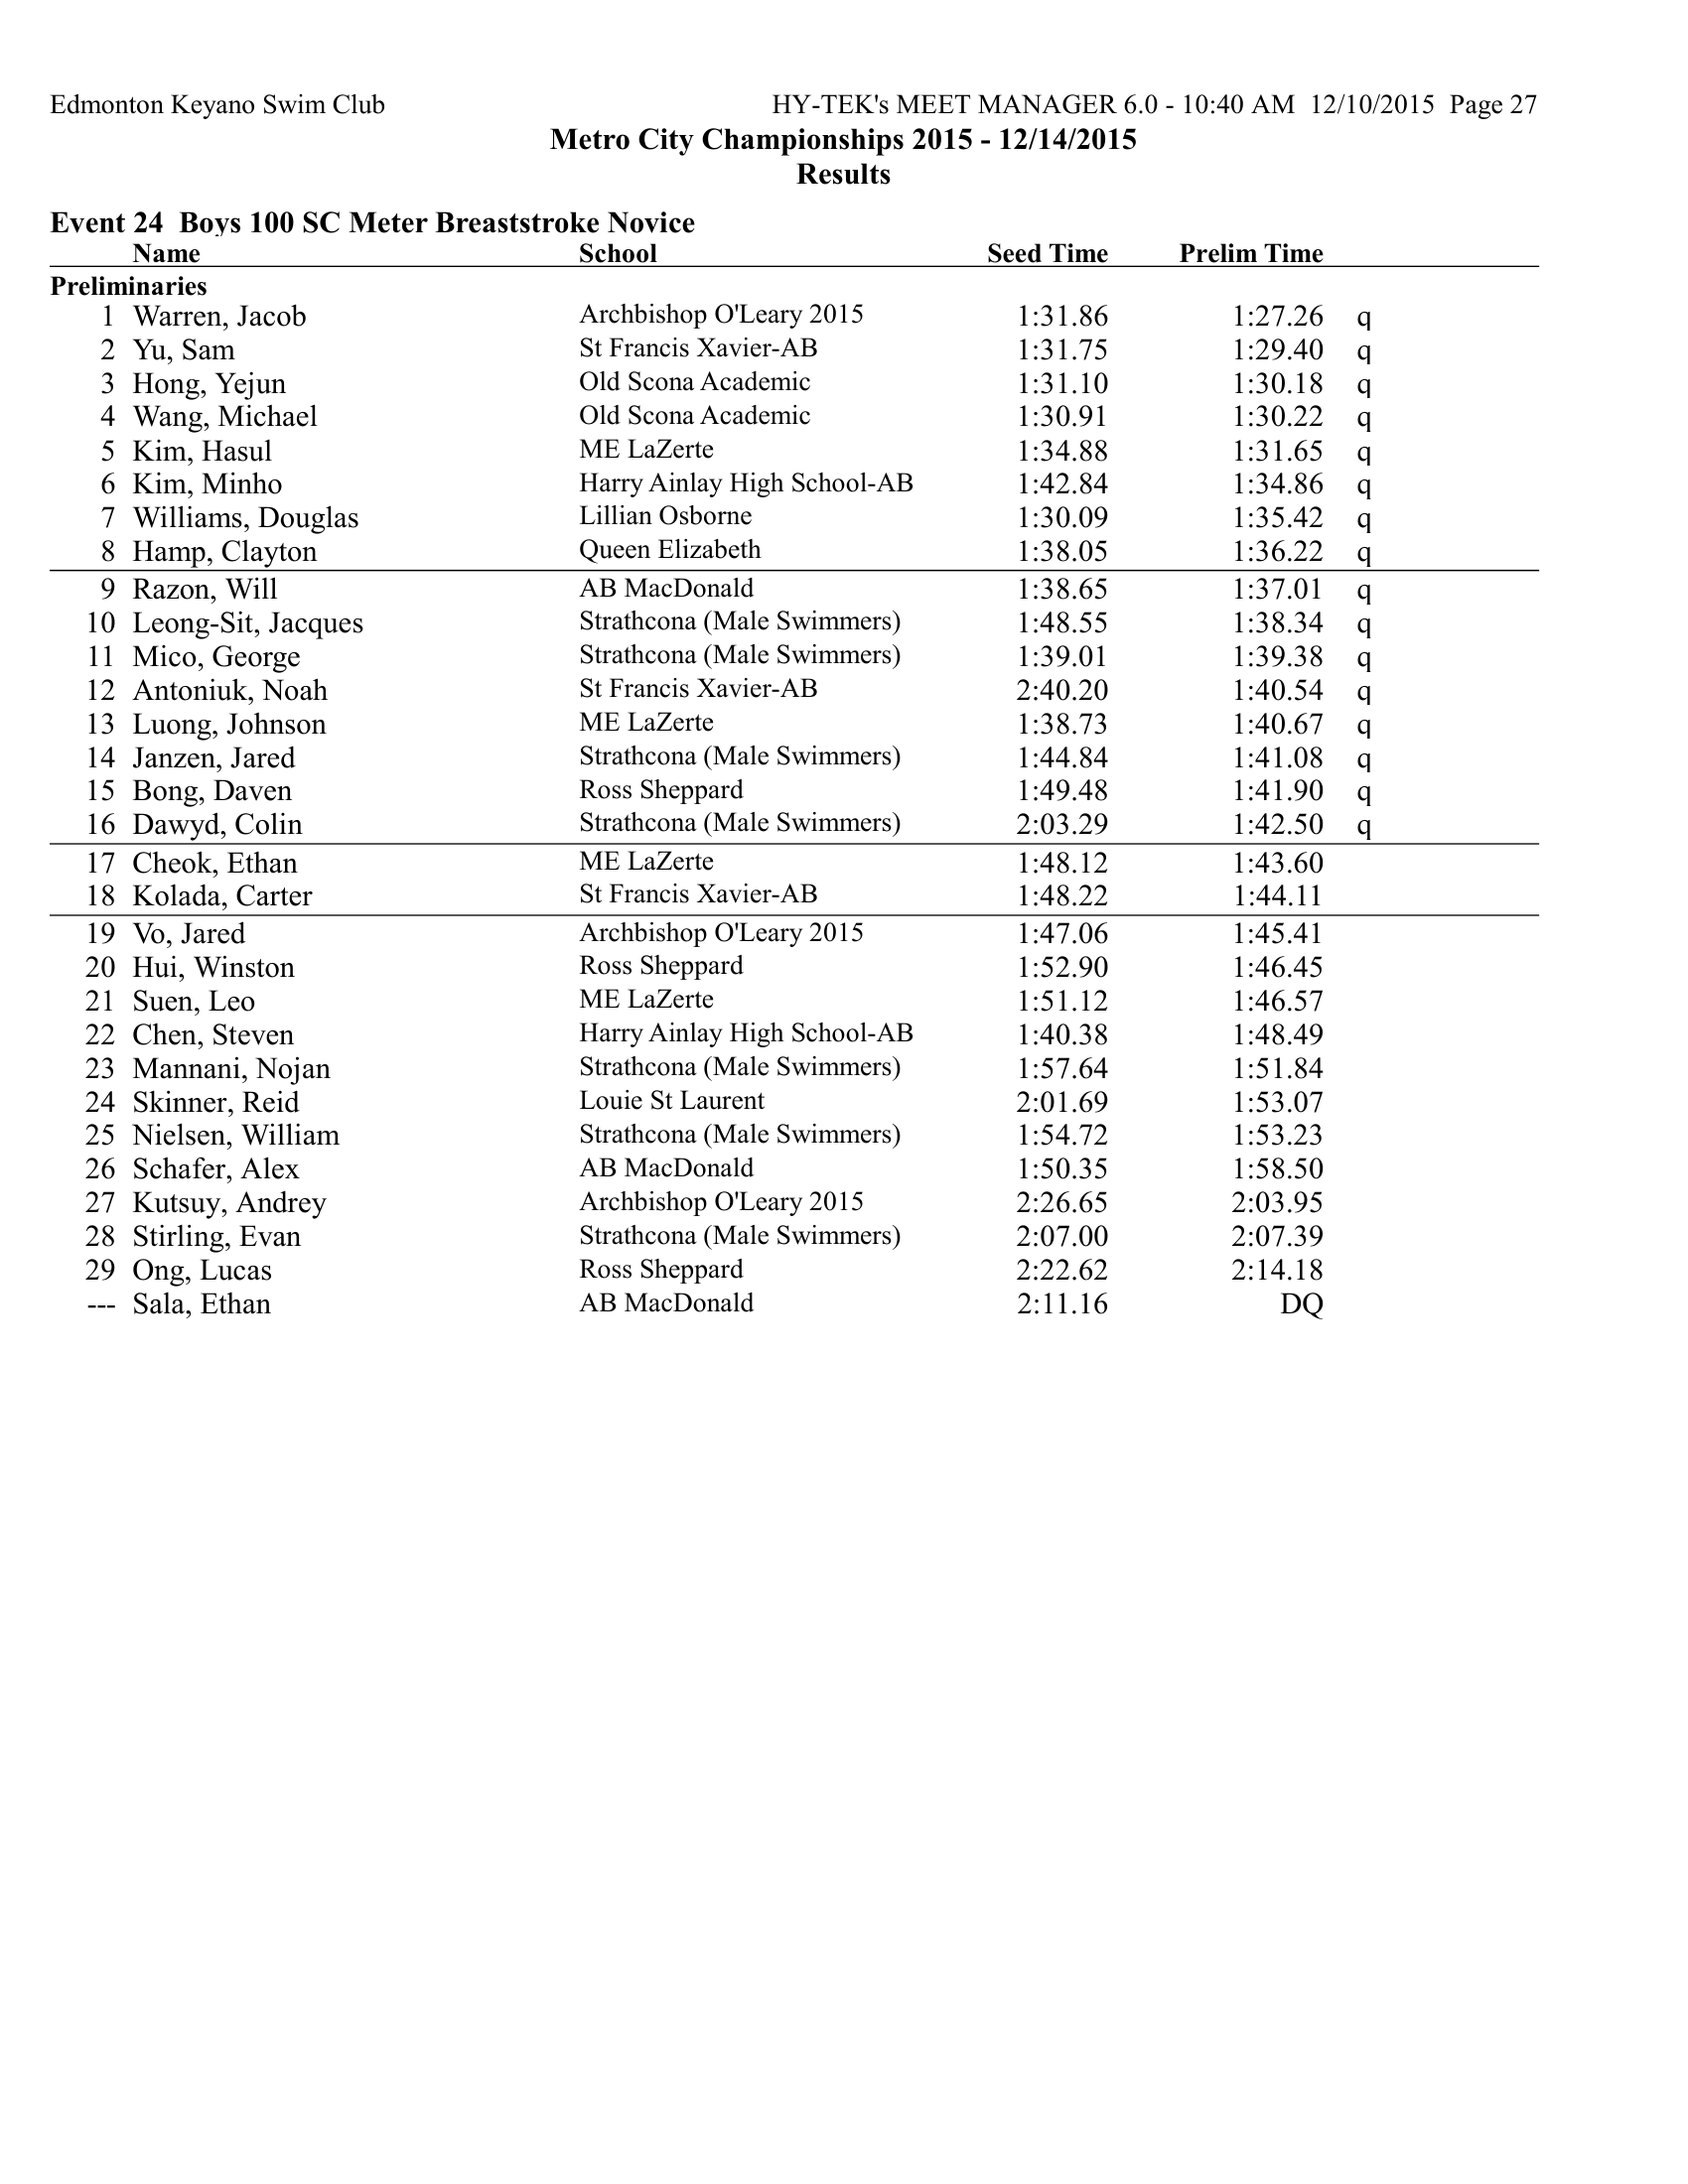 Edmonton Keyano Swim Club HY-TEK's MEET MANAGER 6.0 - 10:40 AM 12/10/2015 Page 27
Metro City Championships 2015 - 12/14/2015
Results
Event 24 Boys 100 SC Meter Breaststroke Novice
Name School Seed Time Prelim Time
Preliminaries
1 Warren, Jacob Archbishop O'Leary 2015 1:31.86 1:27.26 q
2 Yu, Sam St Francis Xavier-AB 1:31.75 1:29.40 q
3 Hong, Yejun Old Scona Academic 1:31.10 1:30.18 q
4 Wang, Michael Old Scona Academic 1:30.91 1:30.22 q
5 Kim, Hasul ME LaZerte 1:34.88 1:31.65 q
6 Kim, Minho Harry Ainlay High School-AB 1:42.84 1:34.86 q
7 Williams, Douglas Lillian Osborne 1:30.09 1:35.42 q
8 Hamp, Clayton Queen Elizabeth 1:38.05 1:36.22 q
9 Razon, Will AB MacDonald 1:38.65 1:37.01 q
10 Leong-Sit, Jacques Strathcona (Male Swimmers) 1:48.55 1:38.34 q
11 Mico, George Strathcona (Male Swimmers) 1:39.01 1:39.38 q
12 Antoniuk, Noah St Francis Xavier-AB 2:40.20 1:40.54 q
13 Luong, Johnson ME LaZerte 1:38.73 1:40.67 q
14 Janzen, Jared Strathcona (Male Swimmers) 1:44.84 1:41.08 q
15 Bong, Daven Ross Sheppard 1:49.48 1:41.90 q
16 Dawyd, Colin Strathcona (Male Swimmers) 2:03.29 1:42.50 q
17 Cheok, Ethan ME LaZerte 1:48.12 1:43.60
18 Kolada, Carter St Francis Xavier-AB 1:48.22 1:44.11
19 Vo, Jared Archbishop O'Leary 2015 1:47.06 1:45.41
20 Hui, Winston Ross Sheppard 1:52.90 1:46.45
21 Suen, Leo ME LaZerte 1:51.12 1:46.57
22 Chen, Steven Harry Ainlay High School-AB 1:40.38 1:48.49
23 Mannani, Nojan Strathcona (Male Swimmers) 1:57.64 1:51.84
24 Skinner, Reid Louie St Laurent 2:01.69 1:53.07
25 Nielsen, William Strathcona (Male Swimmers) 1:54.72 1:53.23
26 Schafer, Alex AB MacDonald 1:50.35 1:58.50
27 Kutsuy, Andrey Archbishop O'Leary 2015 2:26.65 2:03.95
28 Stirling, Evan Strathcona (Male Swimmers) 2:07.00 2:07.39
29 Ong, Lucas Ross Sheppard 2:22.62 2:14.18
--- Sala, Ethan AB MacDonald 2:11.16 DQ